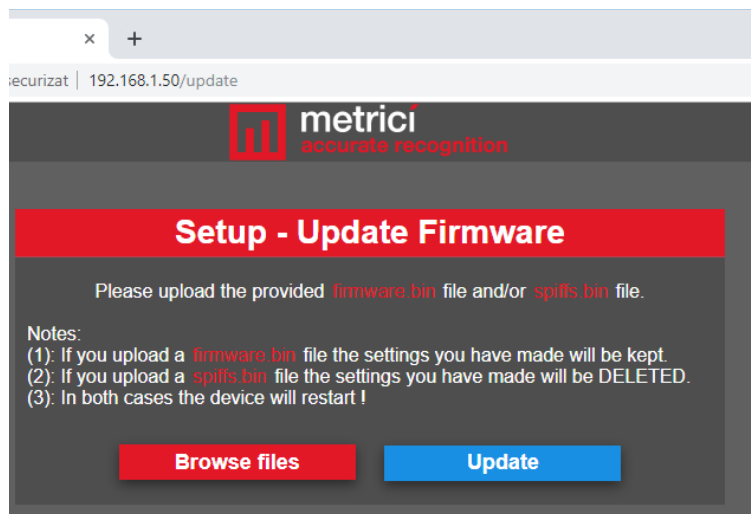 × +
securizat | 192.168.1.50/update
metrici
accurate recognition
Setup - Update Firmware
Please upload the provided firmware.bin file and/or spiffs.bin file.
Notes:
(1): If you upload a firmware.bin file the settings you have made will be kept.
(2): If you upload a spiffs.bin file the settings you have made will be DELETED.
(3): In both cases the device will restart !
Browse files Update